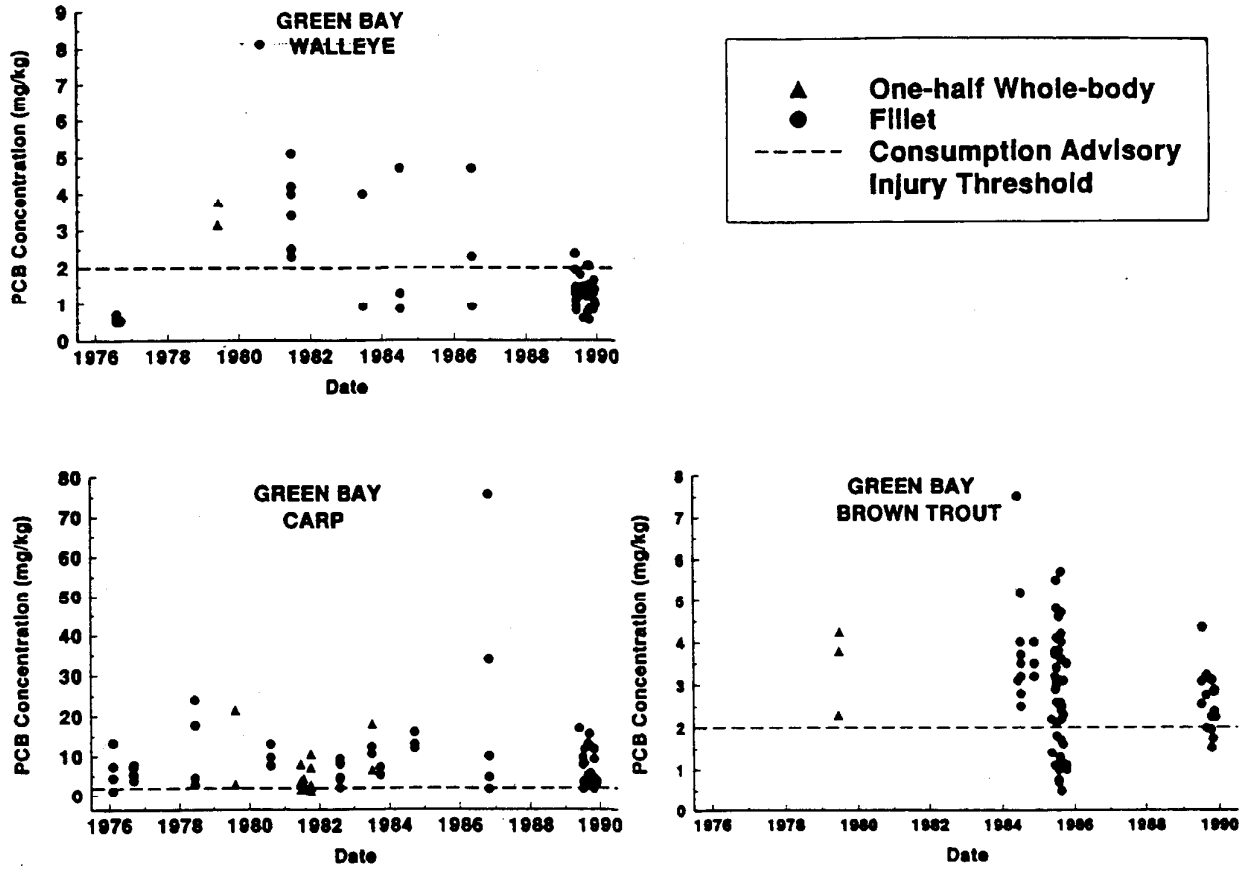 GREEN BAY
WALLEYE
PCB Concentration (mg/kg)
9
8
7
6
5
4
3
2
1
0
1976 1978 1980 1982 1984 1986 1988 1990
Date
One-half Whole-body
Fillet
Consumption Advisory
Injury Threshold
GREEN BAY
CARP
PCB Concentration (mg/kg)
80
70
60
50
40
30
20
10
0
1976 1978 1980 1982 1984 1986 1988 1990
Date
GREEN BAY
BROWN TROUT
PCB Concentration (mg/kg)
8
7
6
5
4
3
2
1
0
1976 1978 1980 1982 1984 1986 1988 1990
Date